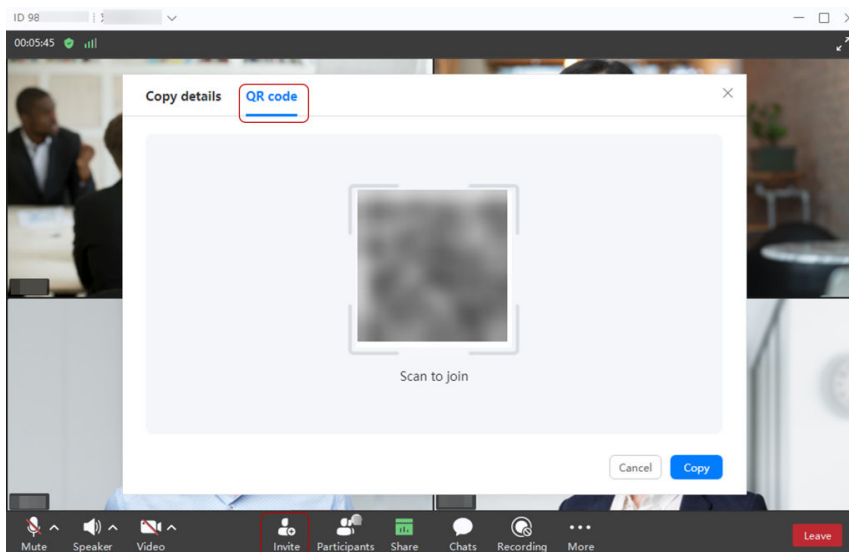 ID 98
00:05:45
Copy details QR code
Scan to join
Cancel Copy
Mute Speaker Video Invite Participants Share Chats Recording More Leave